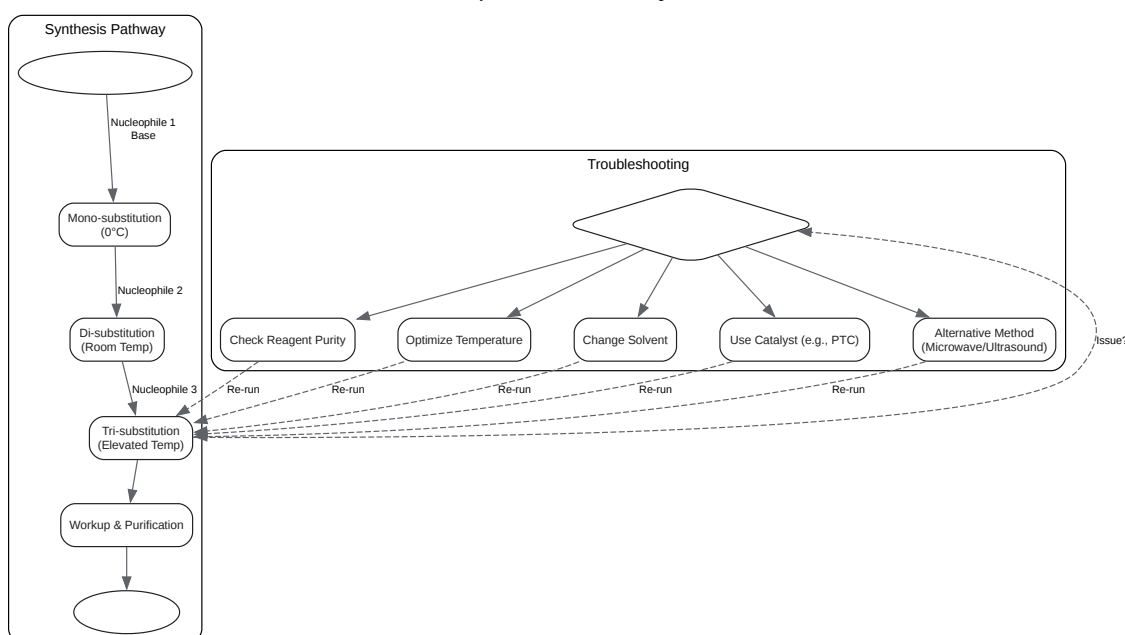 Synthesis Pathway
Nucleophile 1
Base
Mono-substitution
(0°C)
Nucleophile 2
Di-substitution
(Room Temp)
Nucleophile 3
Tri-substitution
(Elevated Temp)
Workup & Purification
Troubleshooting
Check Reagent Purity
Optimize Temperature
Change Solvent
Use Catalyst (e.g., PTC)
Alternative Method
(Microwave/Ultrasound)
Issue?
Re-run
Re-run
Re-run
Re-run
Re-run